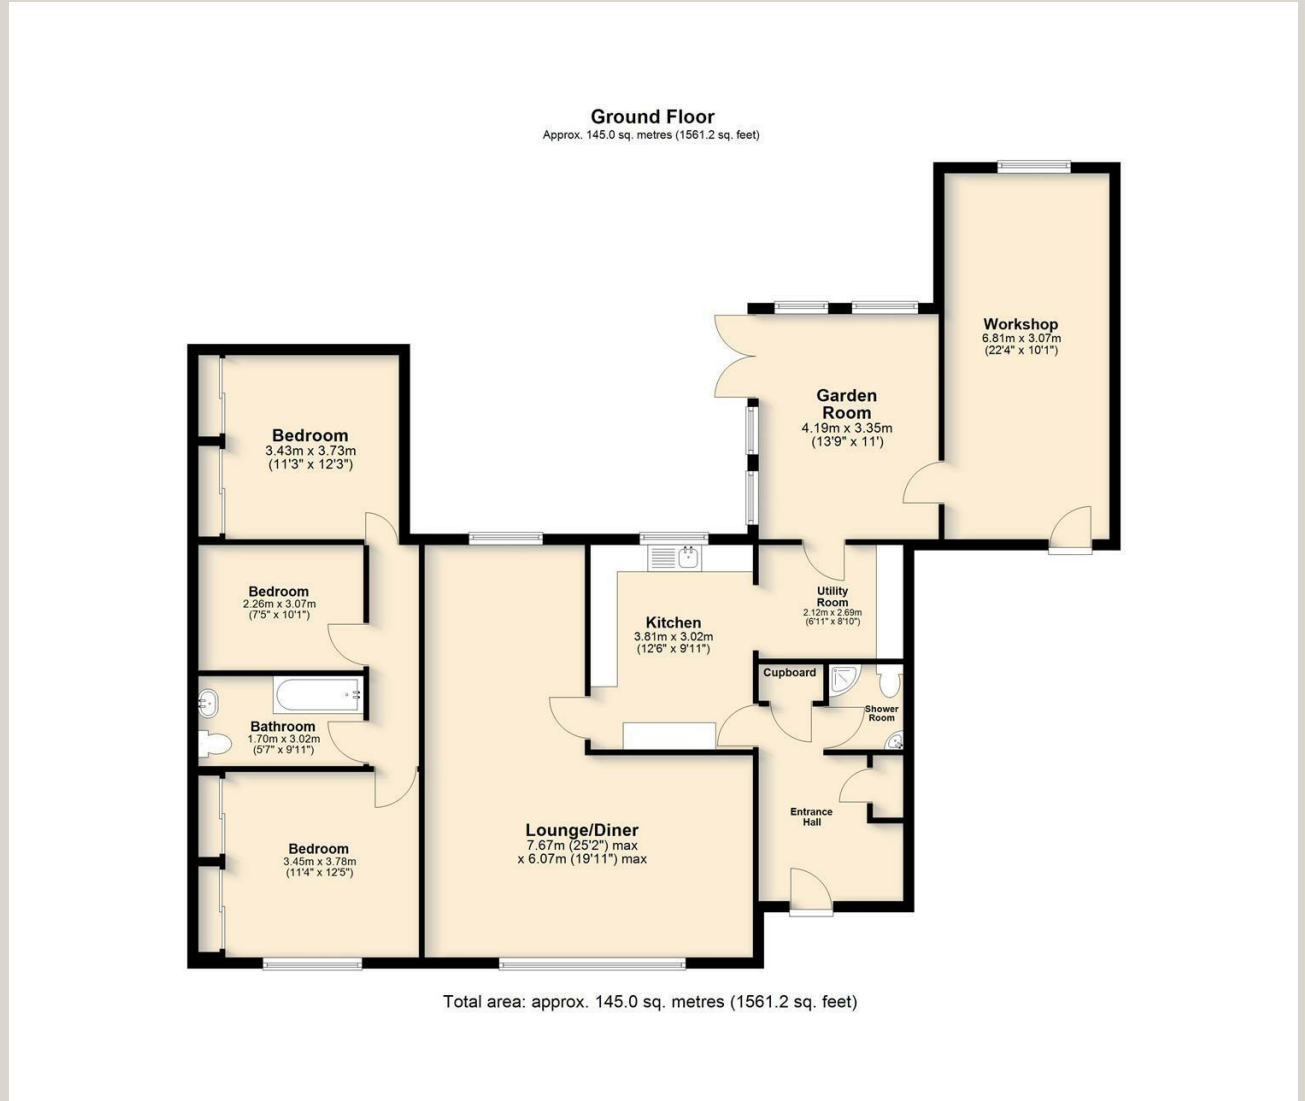 Ground Floor
Approx. 145.0 sq. metres (1561.2 sq. feet)
Workshop
6.81m x 3.07m
(22'4" x 10'1")
Garden
Room
4.19m x 3.35m
(13'9" x 11')
Bedroom
3.43m x 3.73m
(11'3" x 12'3")
Bedroom
2.26m x 3.07m
(7'5" x 10'1")
Kitchen
3.81m x 3.02m
(12'6" x 9'11")
Utility
Room
2.12m x 2.69m
(6'11" x 8'10")
Cupboard
Shower
Room
Bathroom
1.70m x 3.02m
(5'7" x 9'11")
Entrance
Hall
Lounge/Diner
7.67m (25'2") max
x 6.07m (19'11") max
Bedroom
3.45m x 3.78m
(11'4" x 12'5")
Total area: approx. 145.0 sq. metres (1561.2 sq. feet)